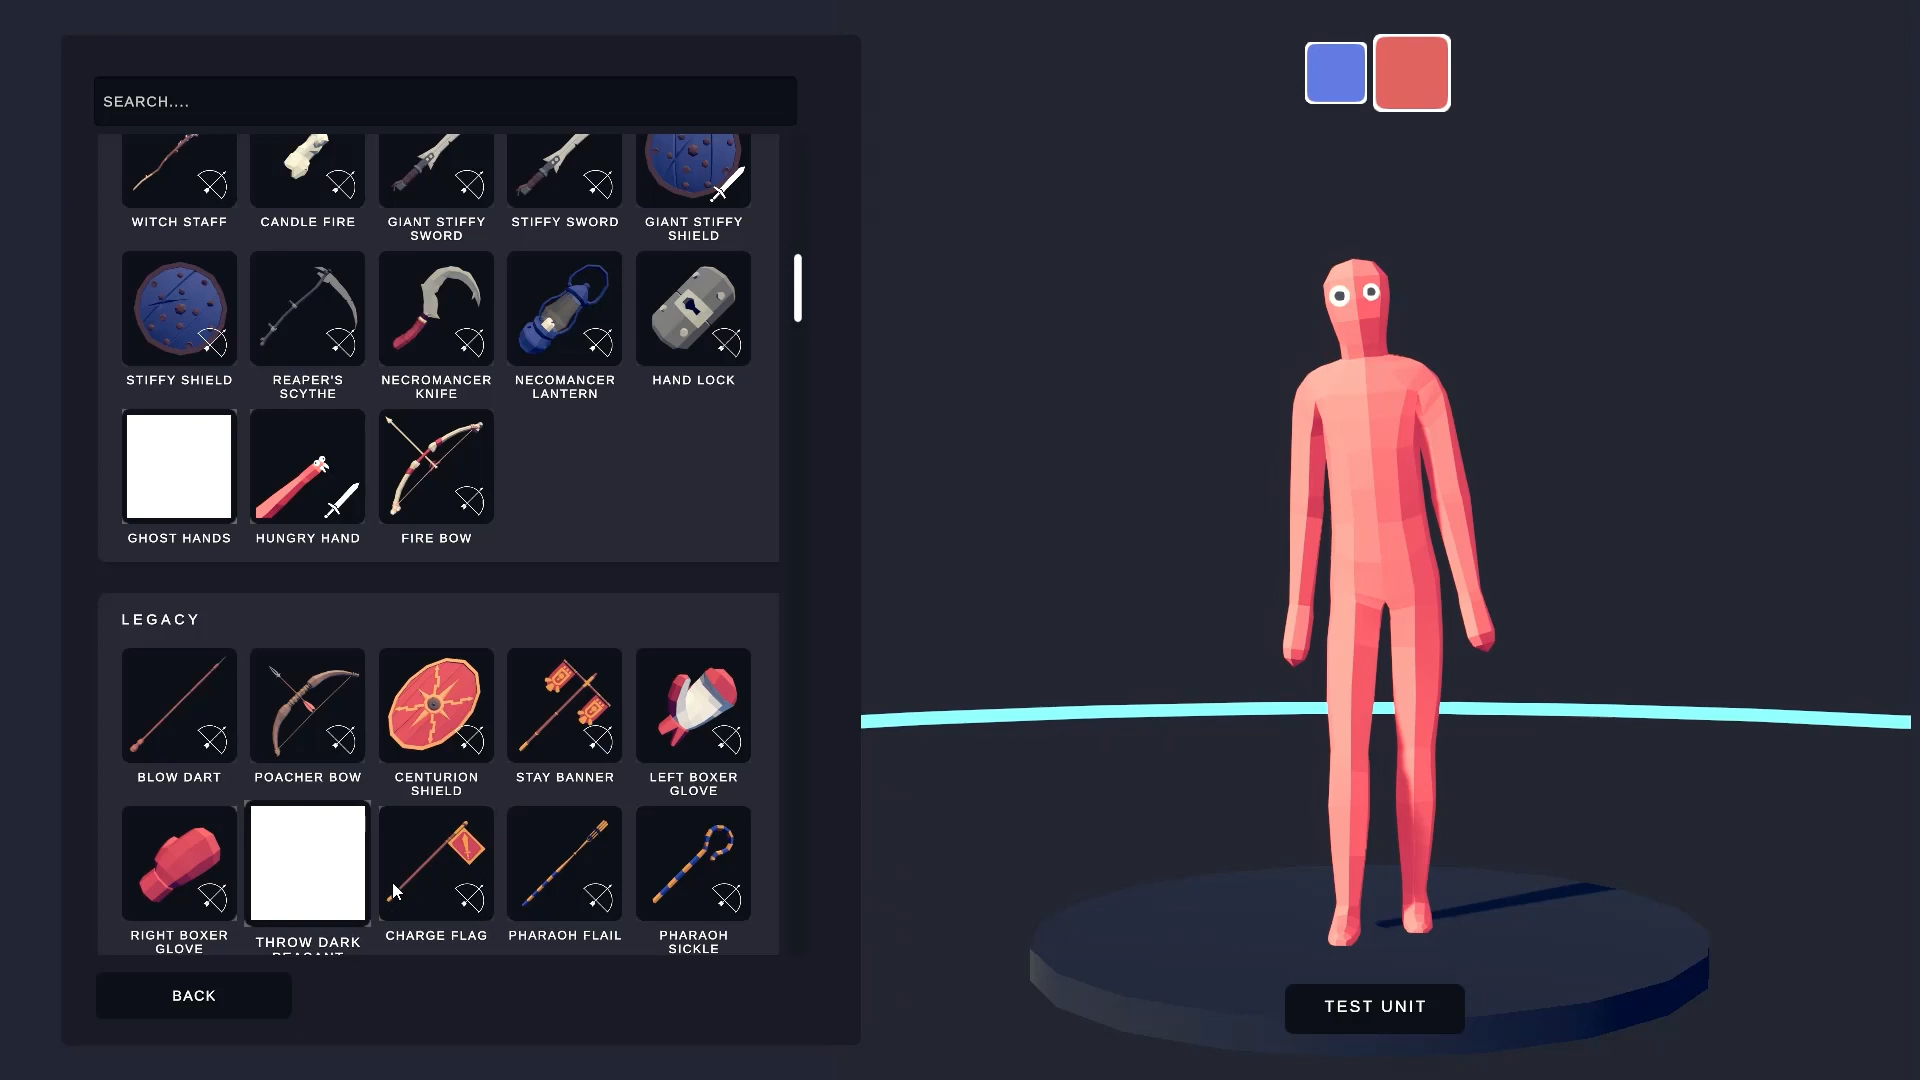 SEARCH....
WITCH STAFF
CANDLE FIRE
GIANT STIFFY
SWORD
STIFFY SWORD
GIANT STIFFY
SHIELD
STIFFY SHIELD
REAPER'S
SCYTHE
NECROMANCER
KNIFE
NECOMANCER
LANTERN
HAND LOCK
GHOST HANDS
HUNGRY HAND
FIRE BOW
LEGACY
BLOW DART
POACHER BOW
CENTURION
SHIELD
STAY BANNER
LEFT BOXER
GLOVE
RIGHT BOXER
GLOVE
THROW DARK
PEASANT
CHARGE FLAG
PHARAOH FLAIL
PHARAOH
SICKLE
BACK
TEST UNIT